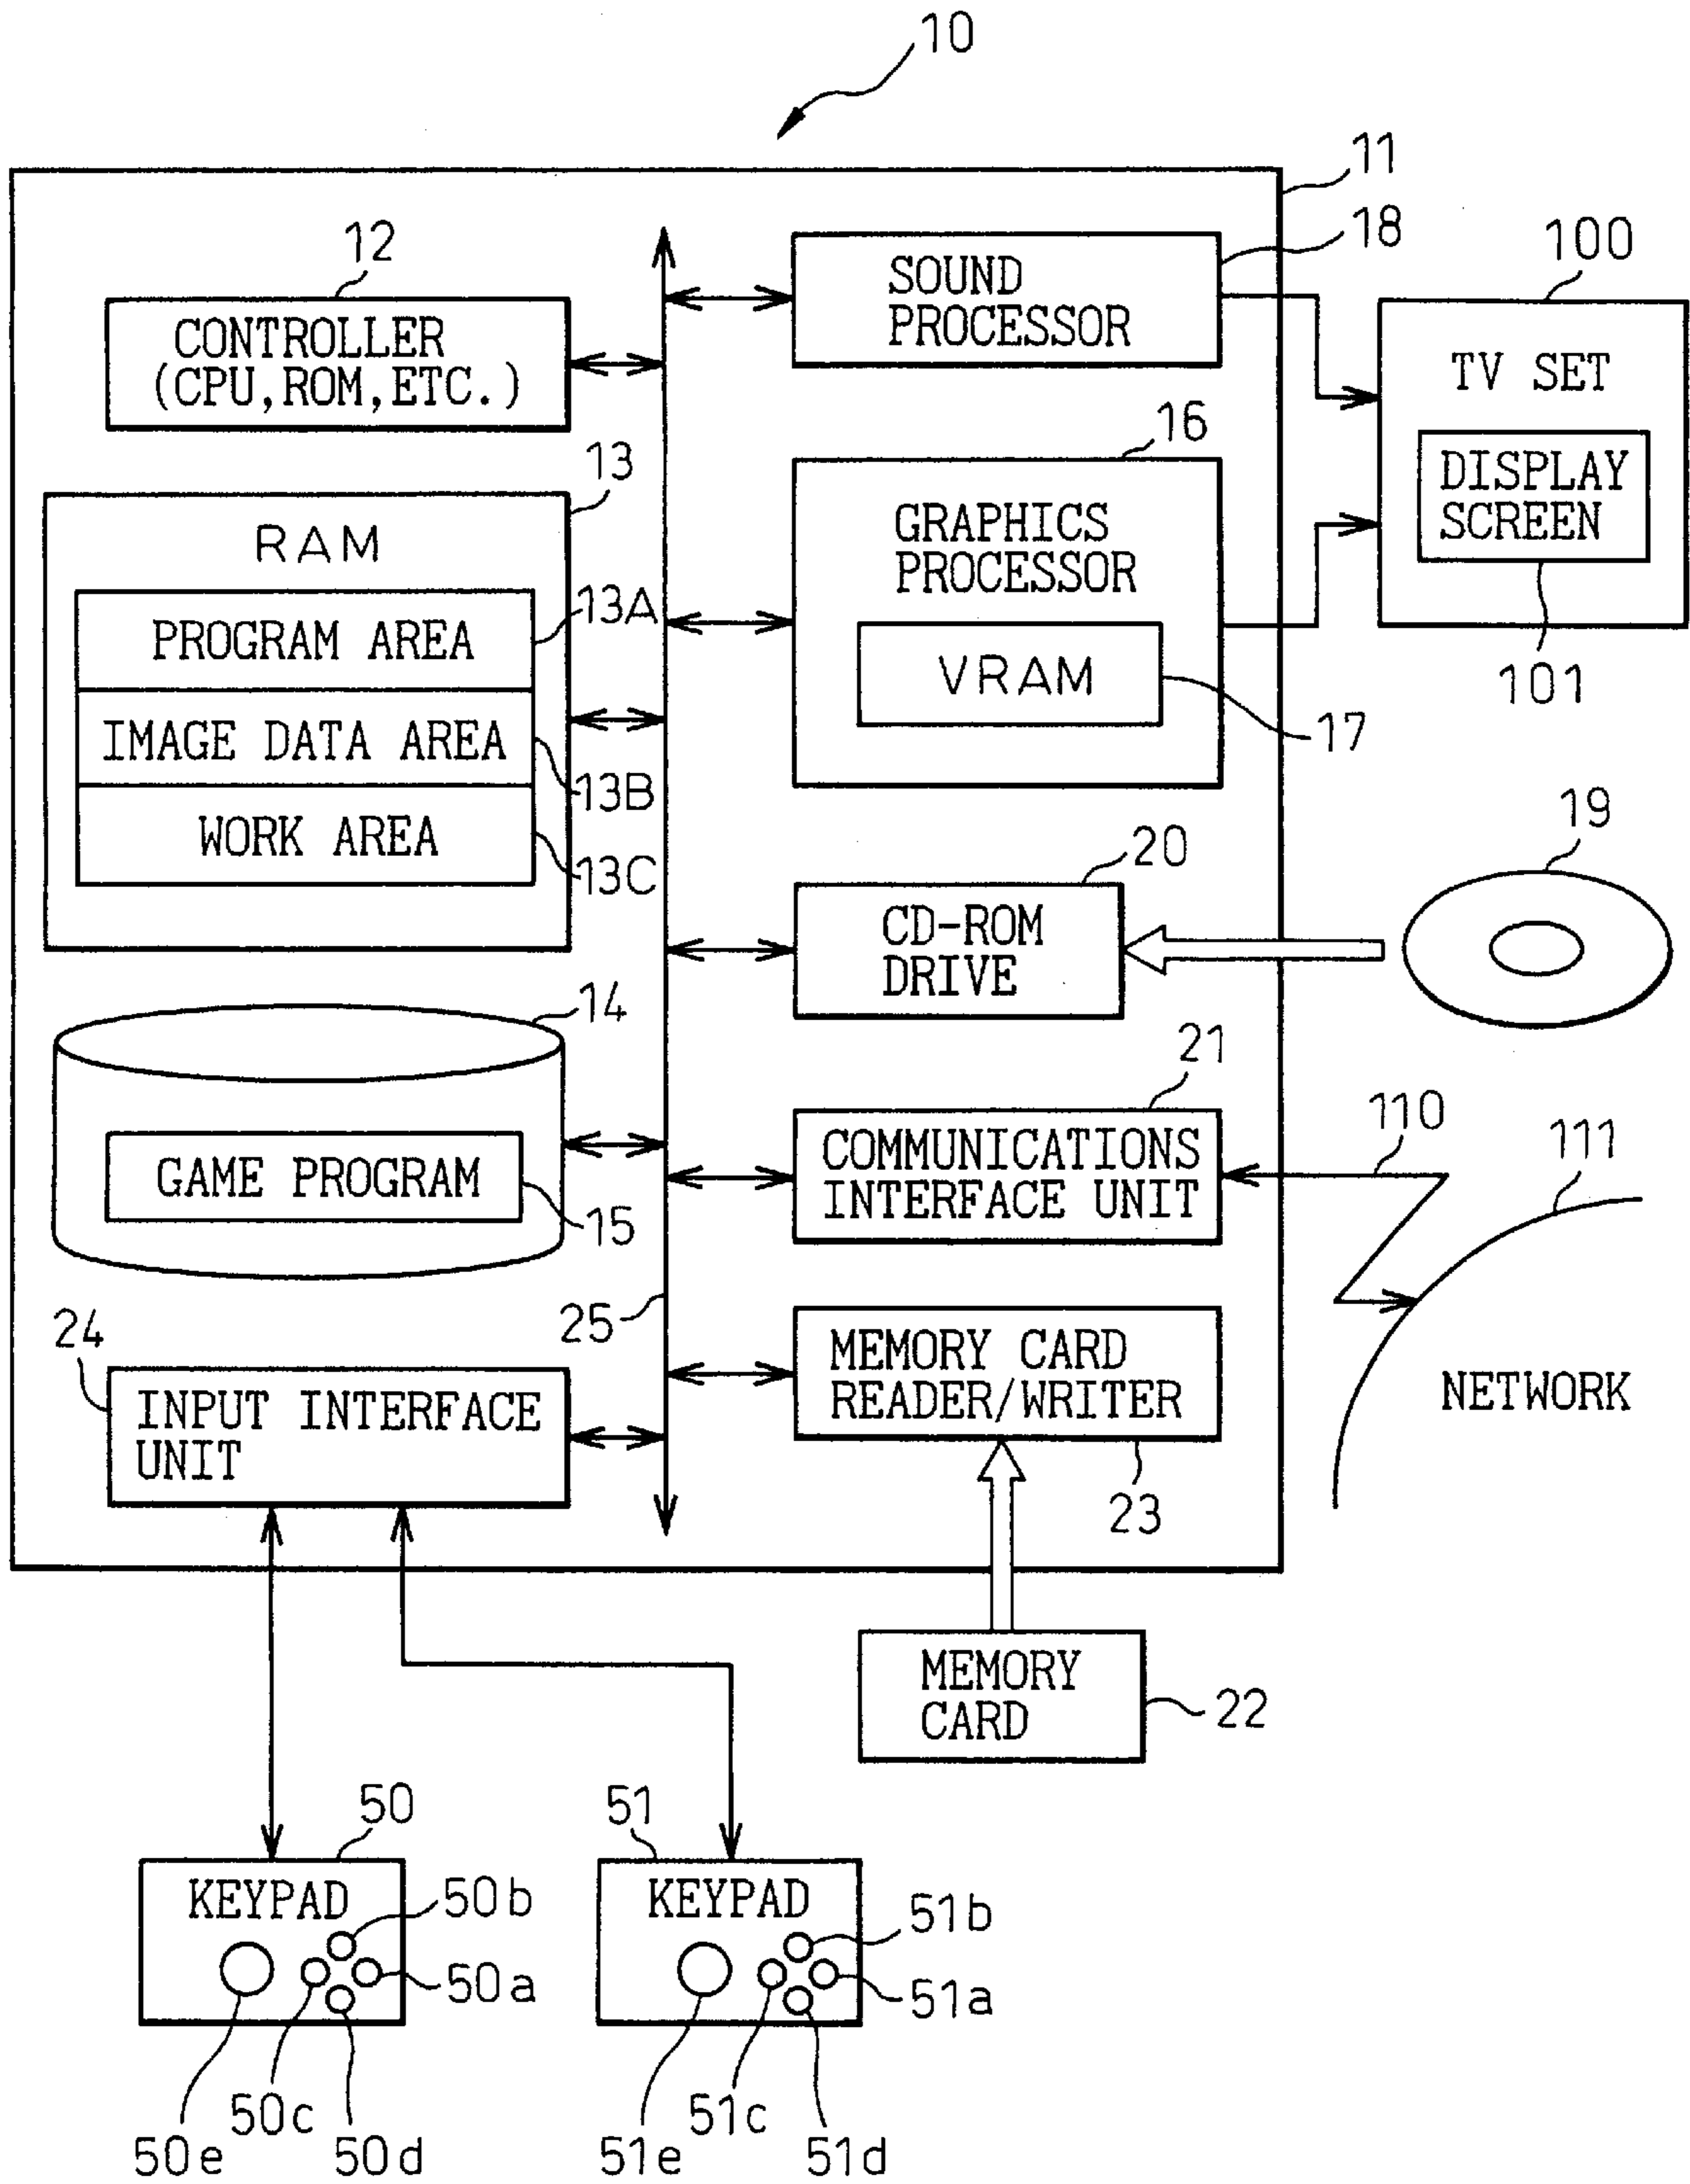 10
11
12
CONTROLLER
(CPU,ROM,ETC.)
13
RAM
13A
PROGRAM AREA
IMAGE DATA AREA
13B
WORK AREA
13C
14
GAME PROGRAM
15
24
INPUT INTERFACE
UNIT
25
18
SOUND
PROCESSOR
16
GRAPHICS
PROCESSOR
VRAM
17
20
CD-ROM
DRIVE
21
COMMUNICATIONS
INTERFACE UNIT
MEMORY CARD
READER/WRITER
23
100
TV SET
DISPLAY
SCREEN
101
19
110
111
NETWORK
MEMORY
CARD
22
50
KEYPAD
50b
50a
50c
50e
50d
51
KEYPAD
51b
51a
51c
51e
51d